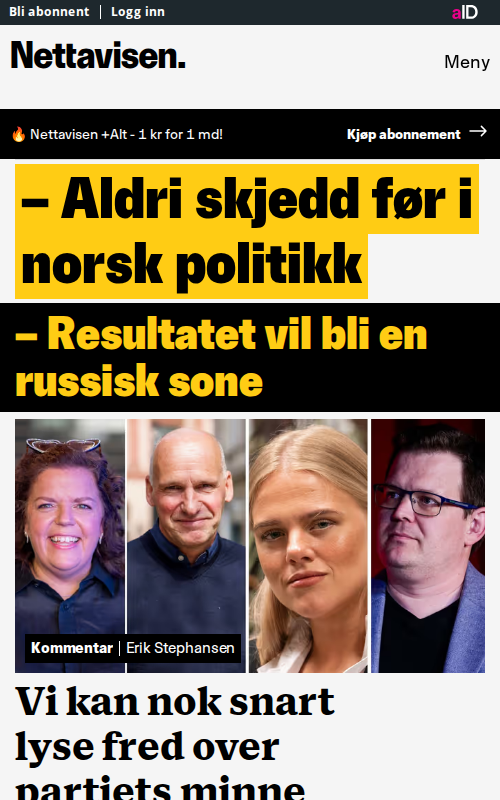 Bli abonnent | Logg inn
aID
Nettavisen.
Meny
🔥 Nettavisen +Alt - 1 kr for 1 md!
Kjøp abonnement →
– Aldri skjedd før i
norsk politikk
– Resultatet vil bli en
russisk sone
Kommentar | Erik Stephansen
Vi kan nok snart
lyse fred over
partiets minne